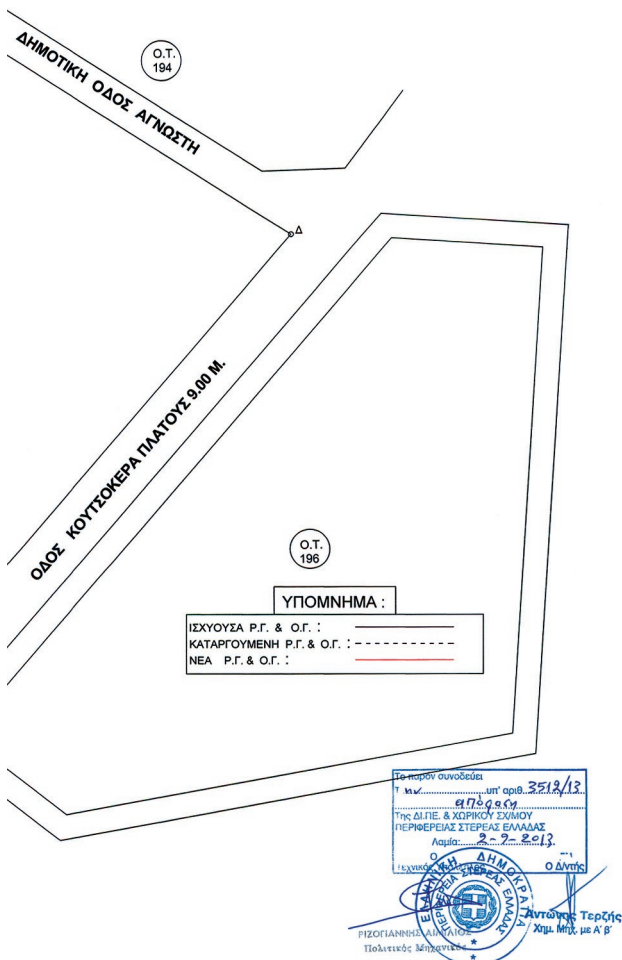 Ο.Τ.
194
ΔΗΜΟΤΙΚΗ ΟΔΟΣ ΑΓΝΩΣΤΗ
Δ
ΟΔΟΣ ΚΟΥΤΣΟΚΕΡΑ ΠΛΑΤΟΥΣ 9.00 Μ.
Ο.Τ.
196
ΥΠΟΜΝΗΜΑ :
ΙΣΧΥΟΥΣΑ Ρ.Γ. & Ο.Γ. :
ΚΑΤΑΡΓΟΥΜΕΝΗ Ρ.Γ. & Ο.Γ. :
ΝΕΑ Ρ.Γ. & Ο.Γ. :
Το παρόν συνοδεύει
την υπ' αριθ. 3512/13
απόφαση
Της ΔΙ.ΠΕ. & ΧΩΡΙΚΟΥ ΣΧ/ΜΟΥ
ΠΕΡΙΦΕΡΕΙΑΣ ΣΤΕΡΕΑΣ ΕΛΛΑΔΑΣ
Λαμία: 2-9-2013
Ο
Ο Δ/ντής
ΕΛΛΗΝΙΚΗ ΔΗΜΟΚΡΑΤΙΑ
ΠΕΡΙΦΕΡΕΙΑ ΣΤΕΡΕΑΣ ΕΛΛΑΔΑΣ
Αντώνης Τερζής
Χημ. Μηχ. με Α' β'
ΡΙΖΟΓΙΑΝΝΗΣ ΑΙΜΙΛΙΟΣ
Πολιτικός Μηχανικός